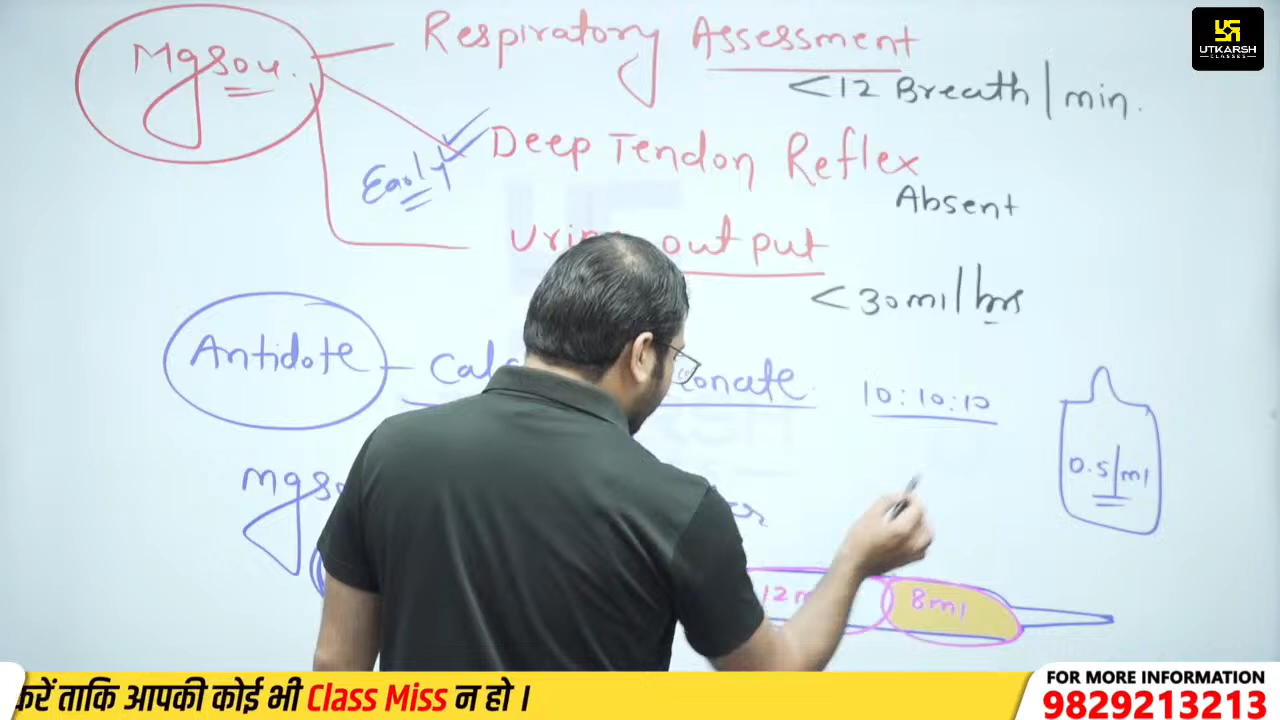 UTKARSH
CLASSES
MgSo4.
Respiratory Assessment
<12 Breath/min.
Early
Deep Tendon Reflex
Absent
output
<30ml/hrs
Antidote
10:10:10
0.5/ml
8ml
करें ताकि आपकी कोई भी Class Miss न हो।
FOR MORE INFORMATION
9829213213